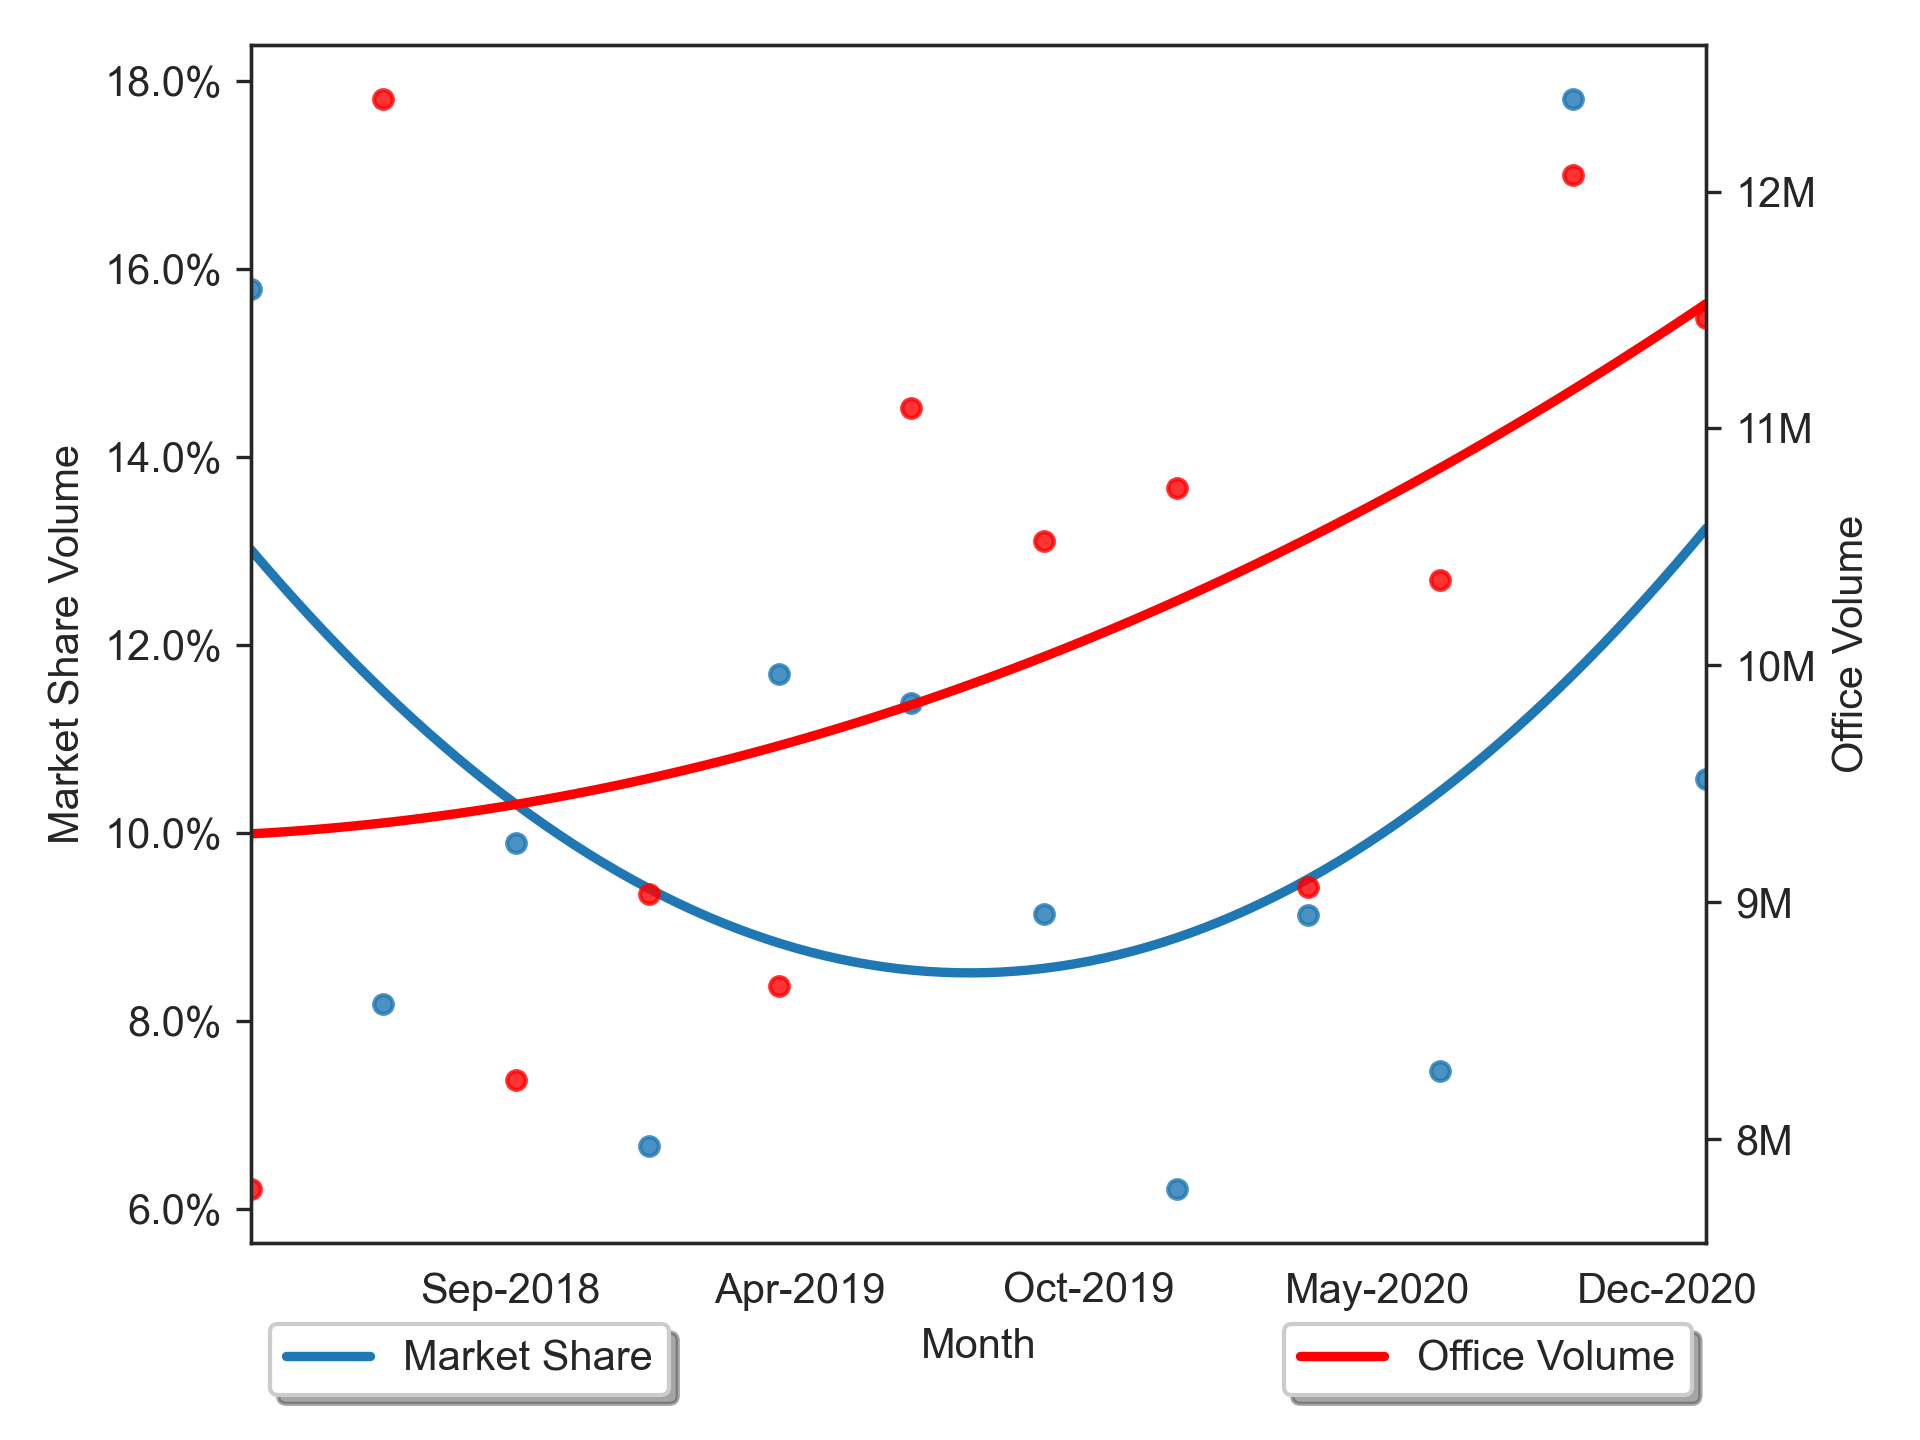 18.0%
16.0%
14.0%
12.0%
10.0%
8.0%
6.0%
Market Share Volume
12M
11M
10M
9M
8M
Office Volume
Sep-2018
Apr-2019
Oct-2019
May-2020
Dec-2020
Month
Market Share
Office Volume